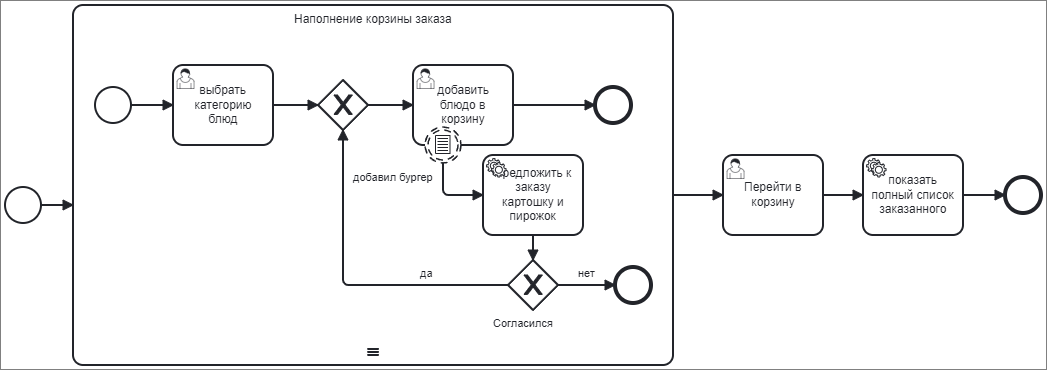 Наполнение корзины заказа
выбрать
категорию
блюд
добавить
блюдо в
корзину
добавил бургер
редложить к
заказу
картошку и
пирожок
да
нет
Согласился
Перейти в
корзину
показать
полный список
заказанного